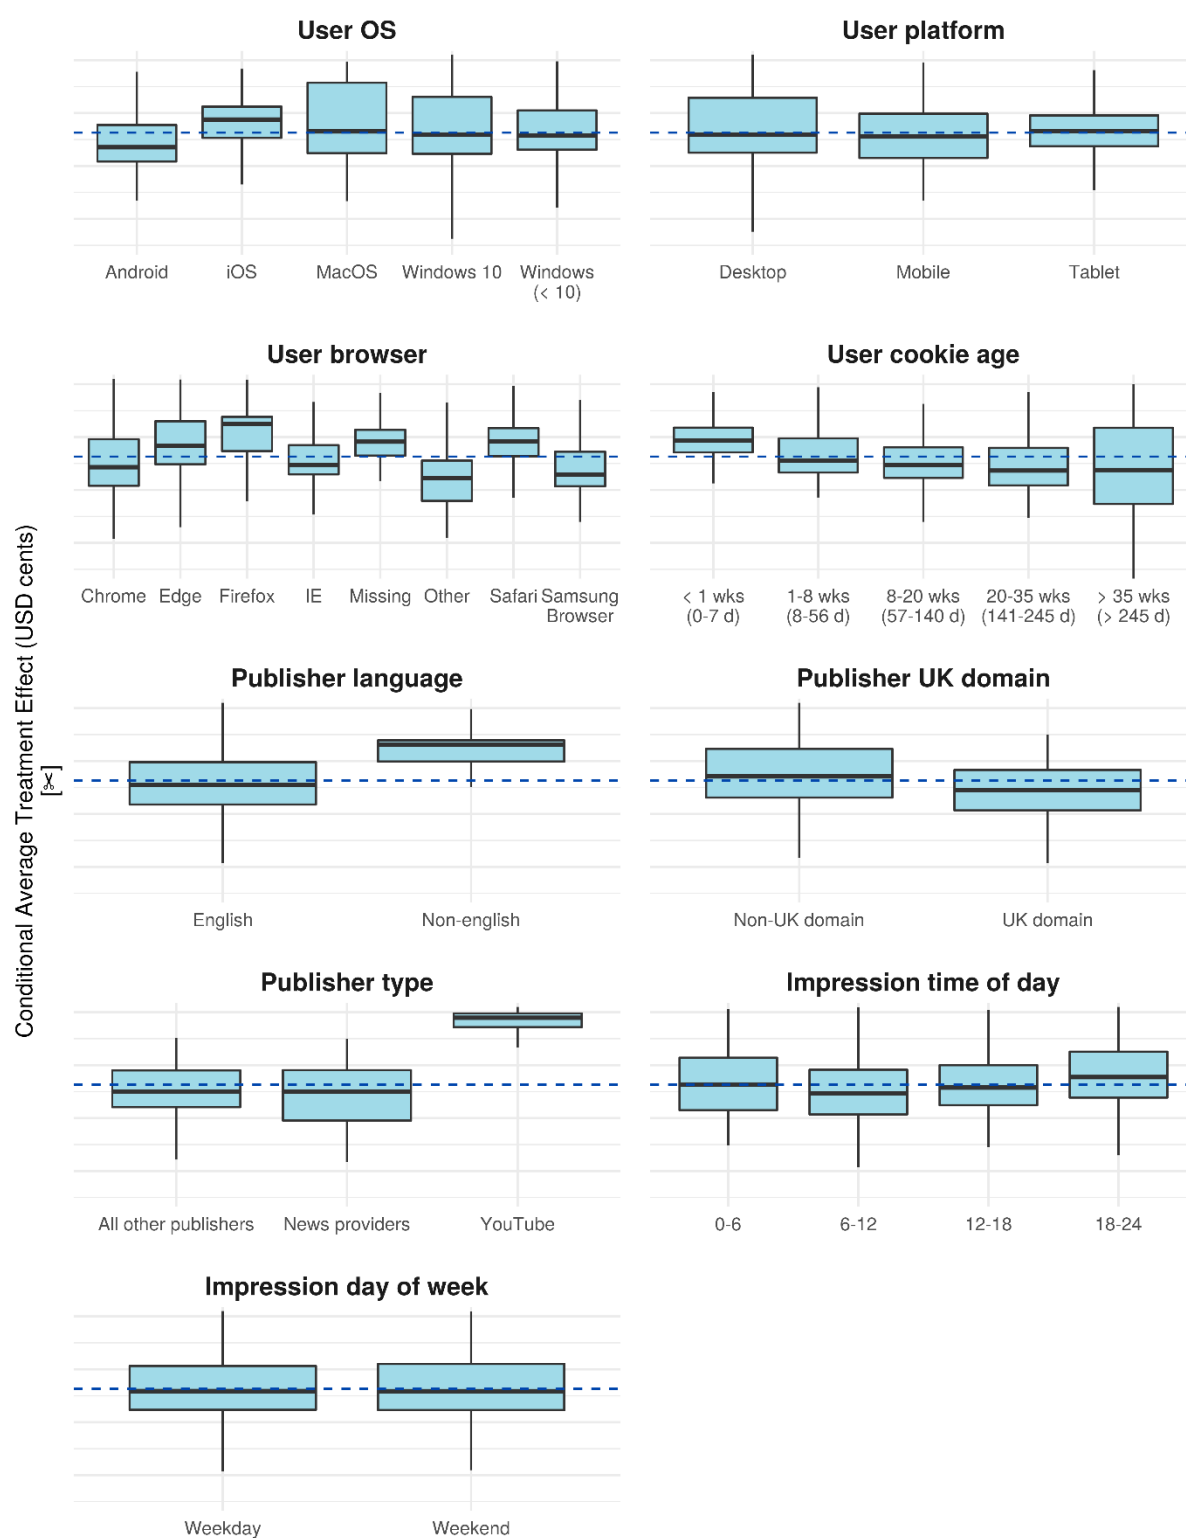 Conditional Average Treatment Effect (USD cents)
[✂]
User OS
Android iOS MacOS Windows 10 Windows
(< 10)
User platform
Desktop Mobile Tablet
User browser
Chrome Edge Firefox IE Missing Other Safari Samsung
Browser
User cookie age
< 1 wks 1-8 wks 8-20 wks 20-35 wks > 35 wks
(0-7 d) (8-56 d) (57-140 d) (141-245 d) (> 245 d)
Publisher language
English Non-english
Publisher UK domain
Non-UK domain UK domain
Publisher type
All other publishers News providers YouTube
Impression time of day
0-6 6-12 12-18 18-24
Impression day of week
Weekday Weekend